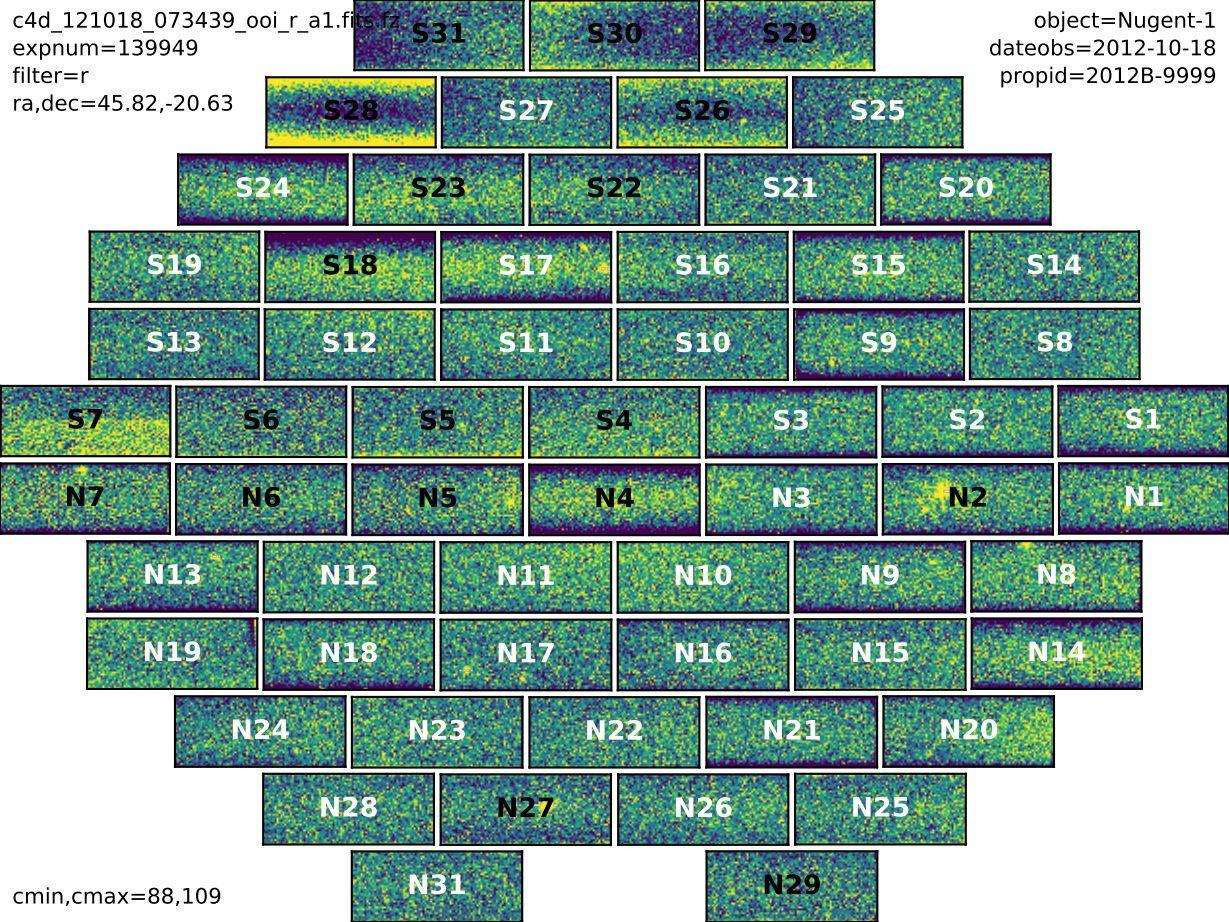 c4d_121018_073439_ooi_r_a1.fits.fz
expnum=139949
filter=r
ra,dec=45.82,-20.63
object=Nugent-1
dateobs=2012-10-18
propid=2012B-9999
S31 S30 S29
S28 S27 S26 S25
S24 S23 S22 S21 S20
S19 S18 S17 S16 S15 S14
S13 S12 S11 S10 S9 S8
S7 S6 S5 S4 S3 S2 S1
N7 N6 N5 N4 N3 N2 N1
N13 N12 N11 N10 N9 N8
N19 N18 N17 N16 N15 N14
N24 N23 N22 N21 N20
N28 N27 N26 N25
N31 N29
cmin,cmax=88,109